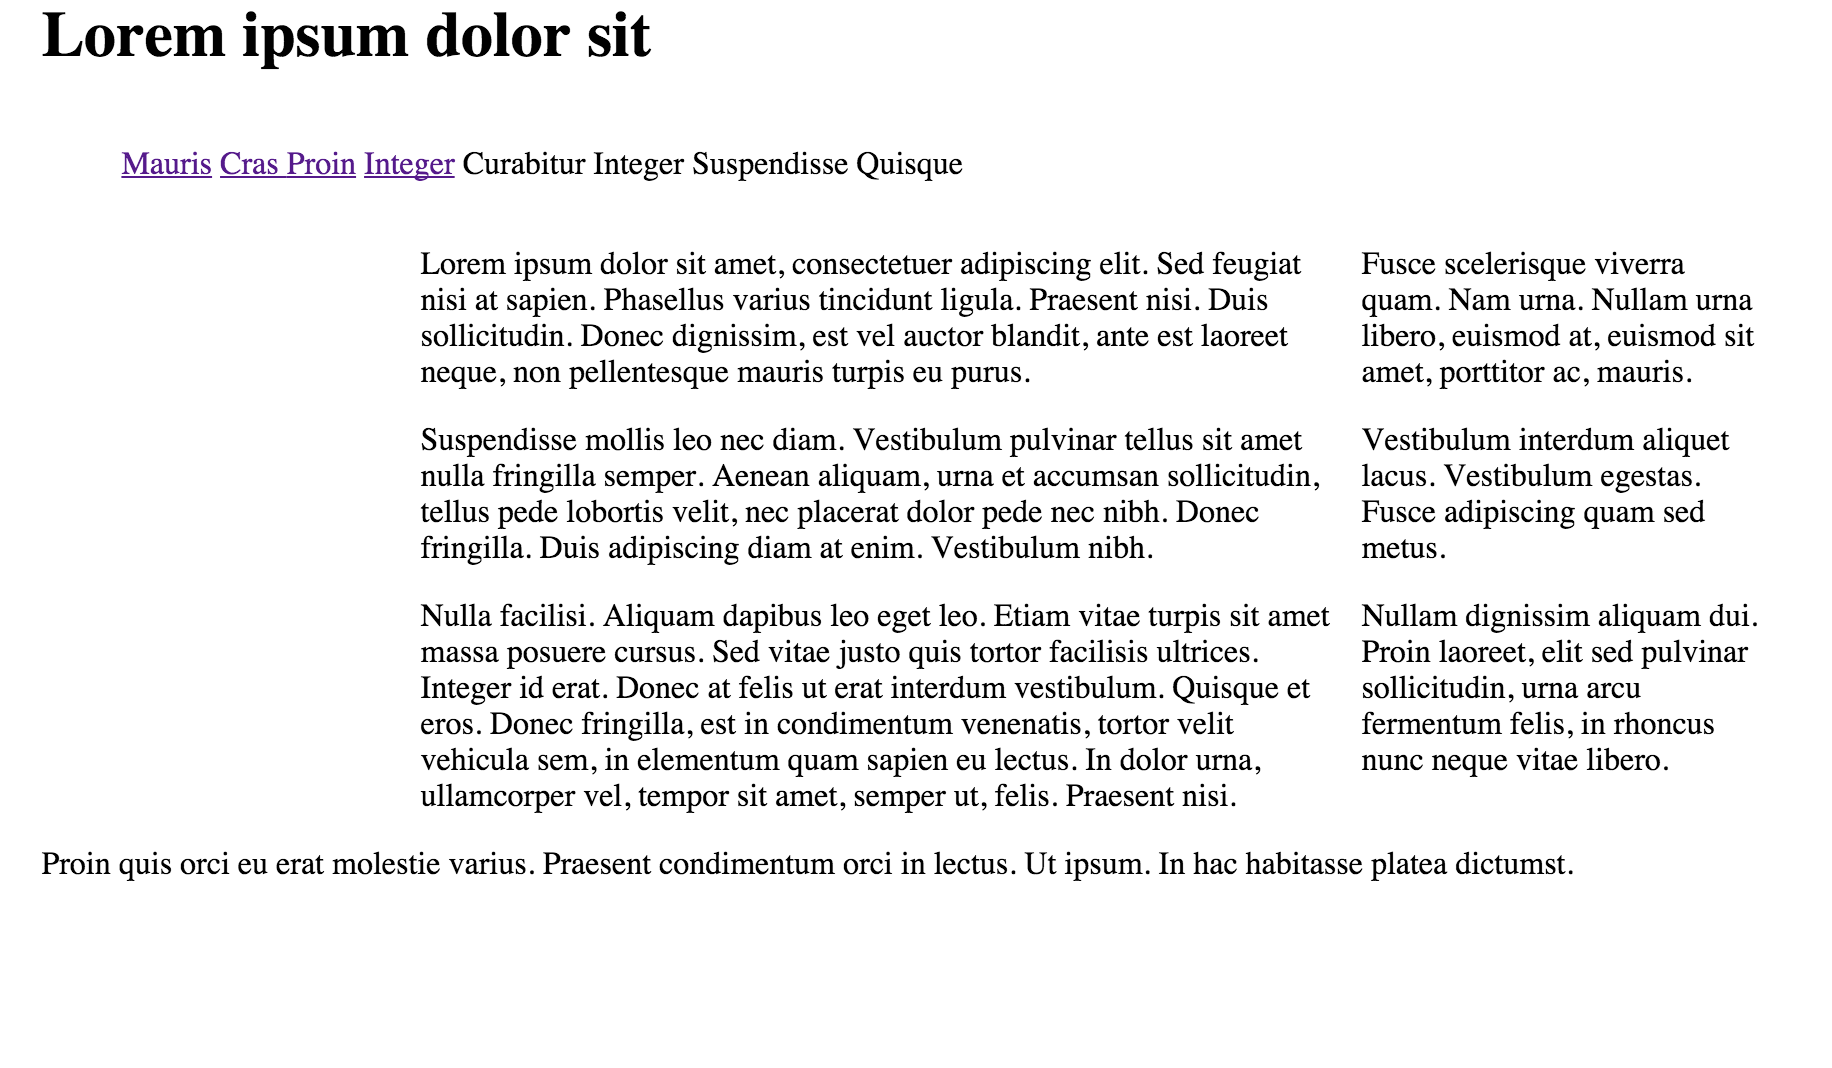 Lorem ipsum dolor sit
Mauris Cras Proin Integer Curabitur Integer Suspendisse Quisque
Lorem ipsum dolor sit amet, consectetuer adipiscing elit. Sed feugiat
nisi at sapien. Phasellus varius tincidunt ligula. Praesent nisi. Duis
sollicitudin. Donec dignissim, est vel auctor blandit, ante est laoreet
neque, non pellentesque mauris turpis eu purus.
Suspendisse mollis leo nec diam. Vestibulum pulvinar tellus sit amet
nulla fringilla semper. Aenean aliquam, urna et accumsan sollicitudin,
tellus pede lobortis velit, nec placerat dolor pede nec nibh. Donec
fringilla. Duis adipiscing diam at enim. Vestibulum nibh.
Nulla facilisi. Aliquam dapibus leo eget leo. Etiam vitae turpis sit amet
massa posuere cursus. Sed vitae justo quis tortor facilisis ultrices.
Integer id erat. Donec at felis ut erat interdum vestibulum. Quisque et
eros. Donec fringilla, est in condimentum venenatis, tortor velit
vehicula sem, in elementum quam sapien eu lectus. In dolor urna,
ullamcorper vel, tempor sit amet, semper ut, felis. Praesent nisi.
Fusce scelerisque viverra
quam. Nam urna. Nullam urna
libero, euismod at, euismod sit
amet, porttitor ac, mauris.
Vestibulum interdum aliquet
lacus. Vestibulum egestas.
Fusce adipiscing quam sed
metus.
Nullam dignissim aliquam dui.
Proin laoreet, elit sed pulvinar
sollicitudin, urna arcu
fermentum felis, in rhoncus
nunc neque vitae libero.
Proin quis orci eu erat molestie varius. Praesent condimentum orci in lectus. Ut ipsum. In hac habitasse platea dictumst.